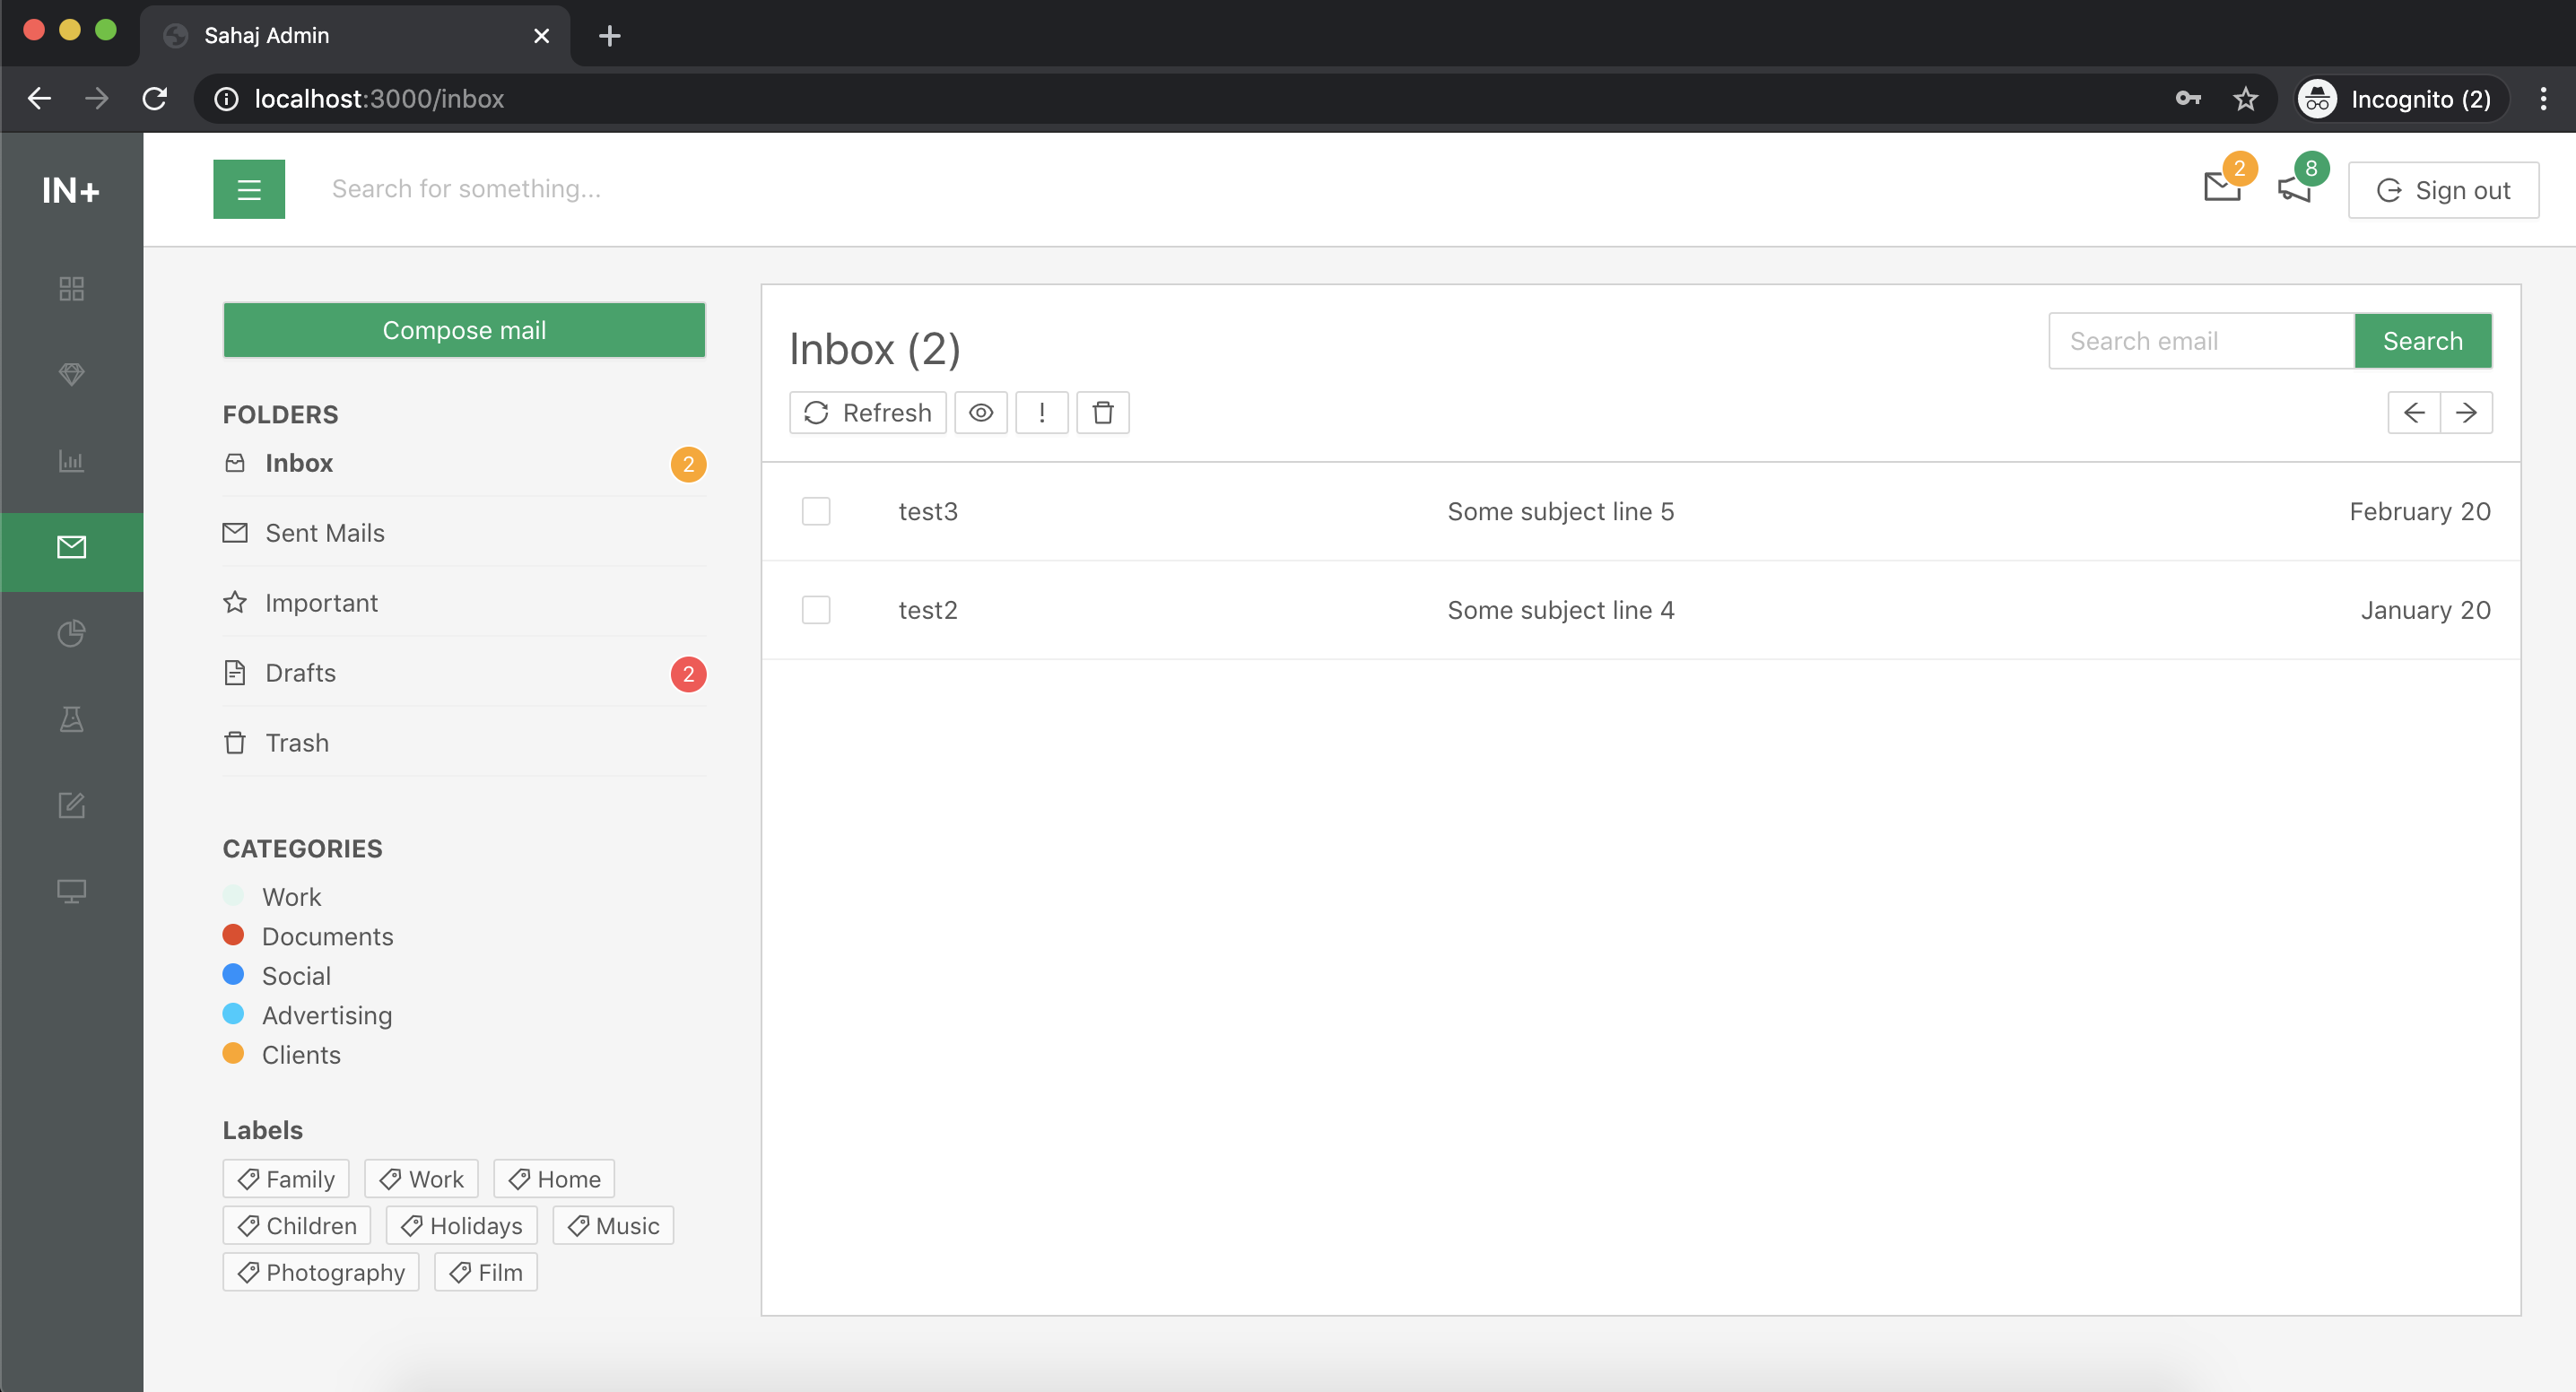 Sahaj Admin
localhost:3000/inbox
Incognito (2)
IN+
Search for something...
2
8
Sign out
Compose mail
FOLDERS
Inbox 2
Sent Mails
Important
Drafts 2
Trash
CATEGORIES
Work
Documents
Social
Advertising
Clients
Labels
Family Work Home
Children Holidays Music
Photography Film
Inbox (2)
Search email Search
Refresh !
test3 Some subject line 5 February 20
test2 Some subject line 4 January 20